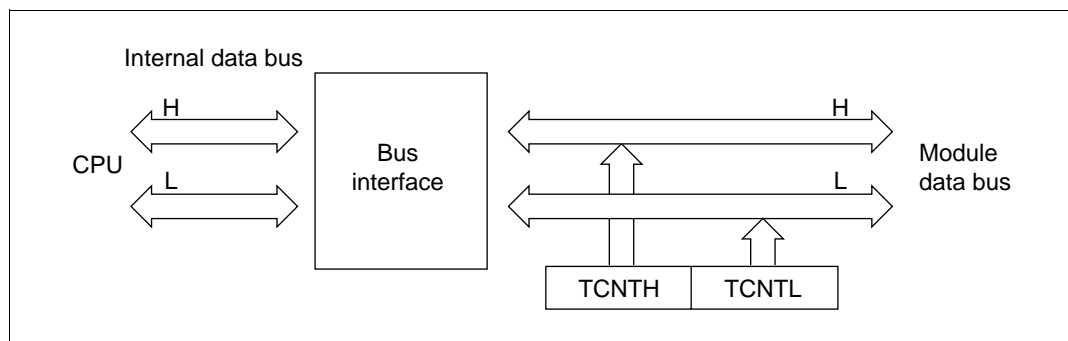 Internal data bus
H
H
CPU
Bus
interface
Module
data bus
L
L
TCNTH
TCNTL